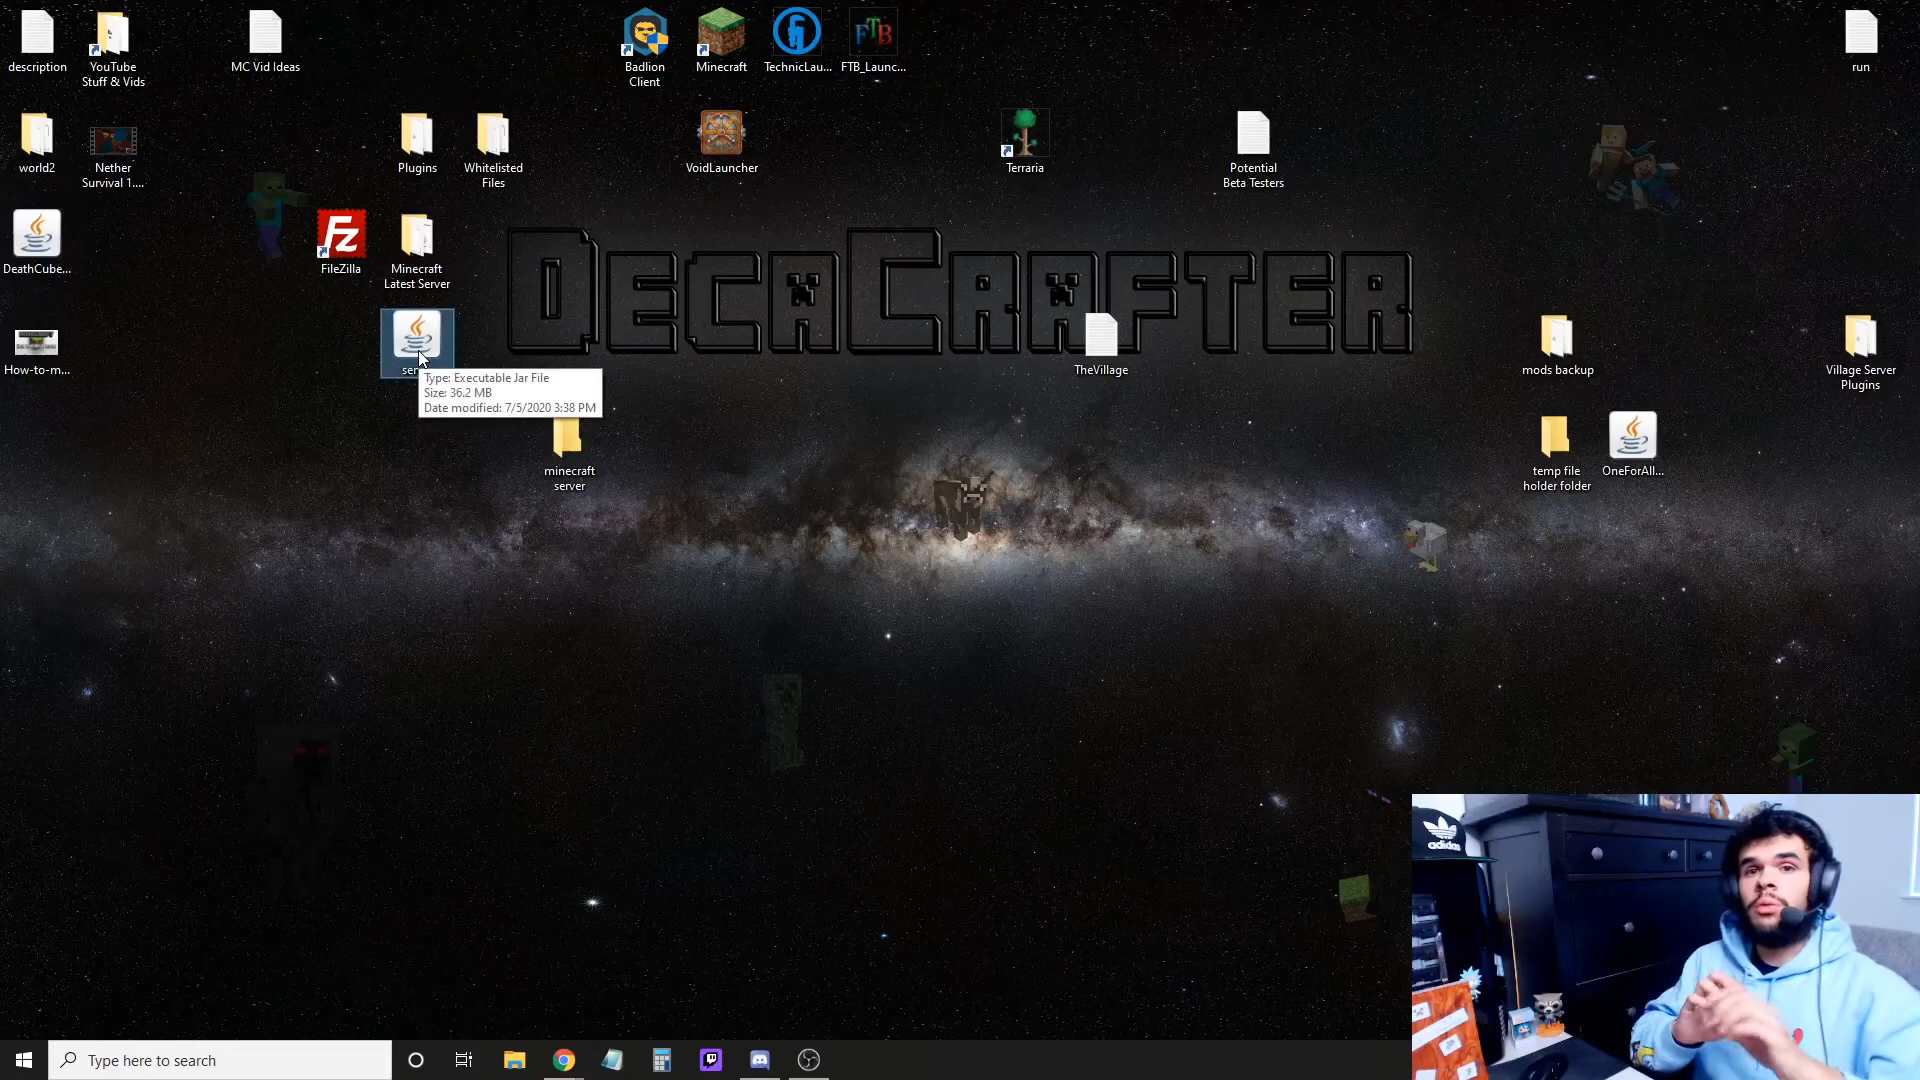 description
YouTube
Stuff & Vids
MC Vid Ideas
Badlion
Client
Minecraft
TechnicLau...
FTB
FTB_Launc...
run
world2
Nether
Survival 1....
Plugins
Whitelisted
Files
VoidLauncher
Terraria
Potential
Beta Testers
DeathCube...
Fz
FileZilla
Minecraft
Latest Server
DecaCrafter
How-to-m...
Type: Executable Jar File
Size: 36.2 MB
Date modified: 7/5/2020 3:38 PM
TheVillage
mods backup
Village Server
Plugins
minecraft
server
temp file
holder folder
OneForAll...
adidas
Type here to search